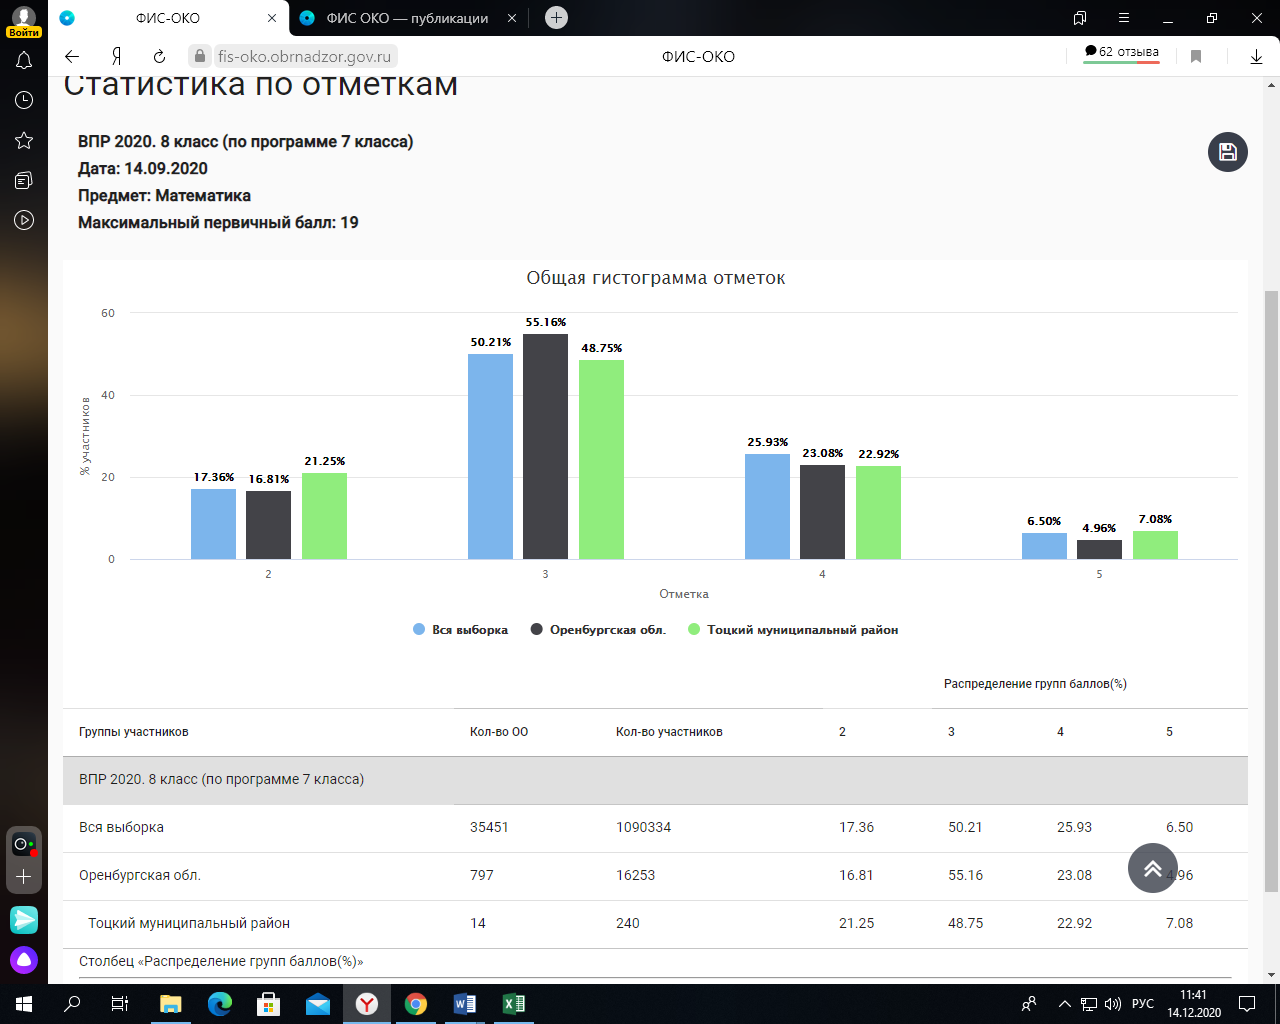 Войти
ФИС-ОКО
ФИС ОКО — публикации
Я
fis-oko.obrnadzor.gov.ru
ФИС-ОКО
62 отзыва
Статистика по отметкам
ВПР 2020. 8 класс (по программе 7 класса)
Дата: 14.09.2020
Предмет: Математика
Максимальный первичный балл: 19
Общая гистограмма отметок
% участников
60
40
20
0
17.36% 16.81% 21.25%
50.21% 55.16% 48.75%
25.93% 23.08% 22.92%
6.50% 4.96% 7.08%
2 3 4 5
Отметка
Вся выборка Оренбургская обл. Тоцкий муниципальный район
Распределение групп баллов(%)
Группы участников Кол-во ОО Кол-во участников 2 3 4 5
ВПР 2020. 8 класс (по программе 7 класса)
Вся выборка 35451 1090334 17.36 50.21 25.93 6.50
Оренбургская обл. 797 16253 16.81 55.16 23.08 4.96
Тоцкий муниципальный район 14 240 21.25 48.75 22.92 7.08
Столбец «Распределение групп баллов(%)»
РУС
11:41
14.12.2020